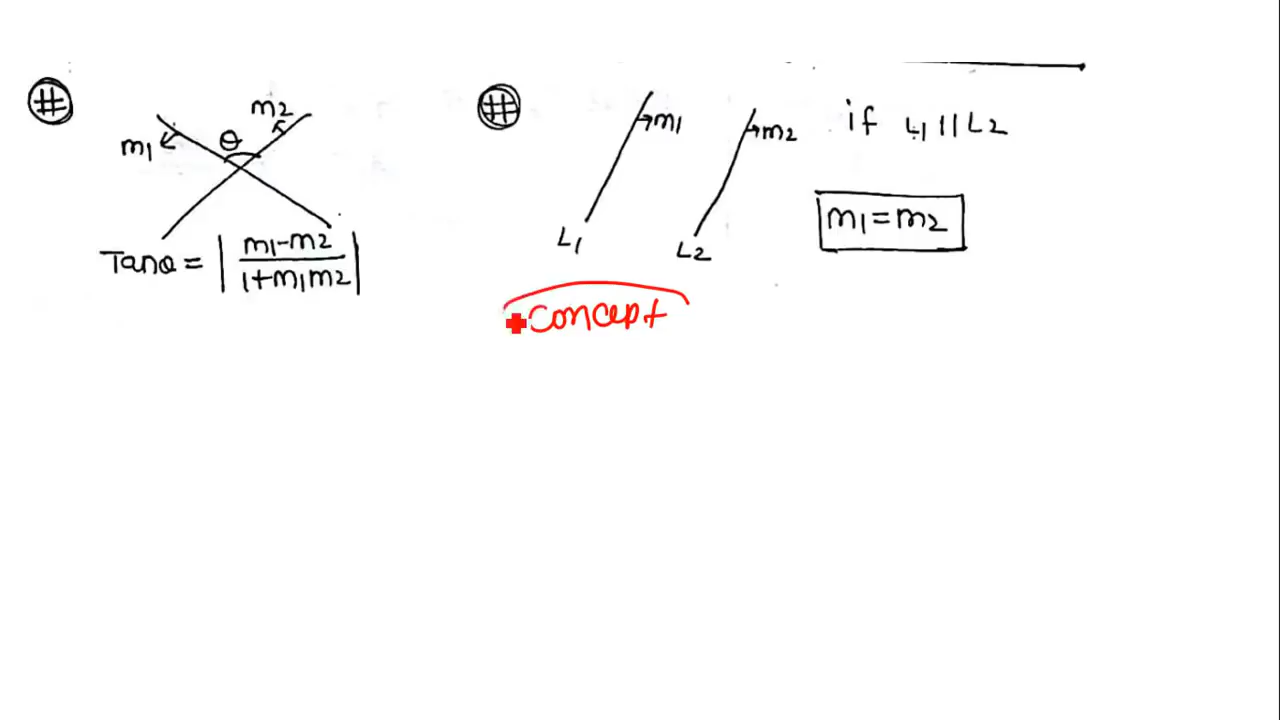 #
m1
θ
m2
Tanθ = | m1-m2 / 1+m1m2 |
#
m1
m2
L1
L2
if L1 || L2
m1=m2
concept